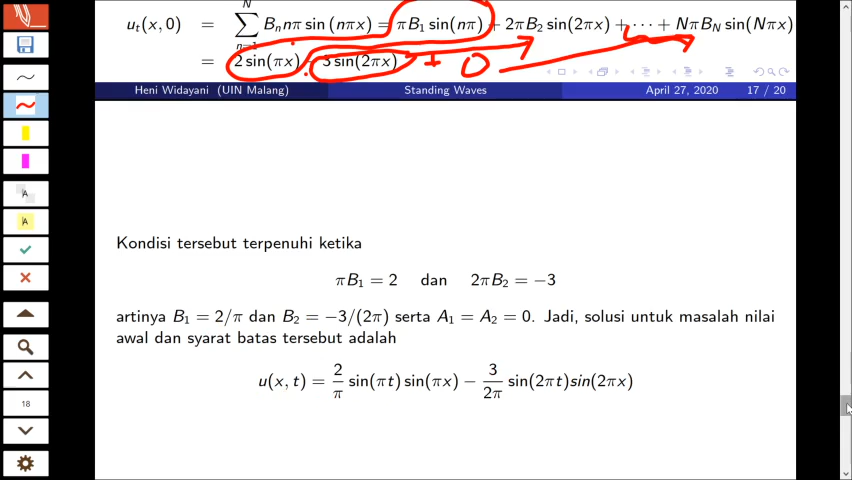 u_t(x, 0) = \sum_{n=1}^{N} B_n nπ sin (nπx) = πB_1 sin(nπ) + 2πB_2 sin(2πx) + ··· + NπB_N sin(Nπx)
= 2 sin(πx) − 3 sin(2πx) + 0
Heni Widayani (UIN Malang) Standing Waves April 27, 2020 17 / 20
Kondisi tersebut terpenuhi ketika
πB_1 = 2 dan 2πB_2 = −3
artinya B_1 = 2/π dan B_2 = −3/(2π) serta A_1 = A_2 = 0. Jadi, solusi untuk masalah nilai
awal dan syarat batas tersebut adalah
u(x, t) = \frac{2}{π} sin(πt) sin(πx) − \frac{3}{2π} sin(2πt)sin(2πx)
A
A
18